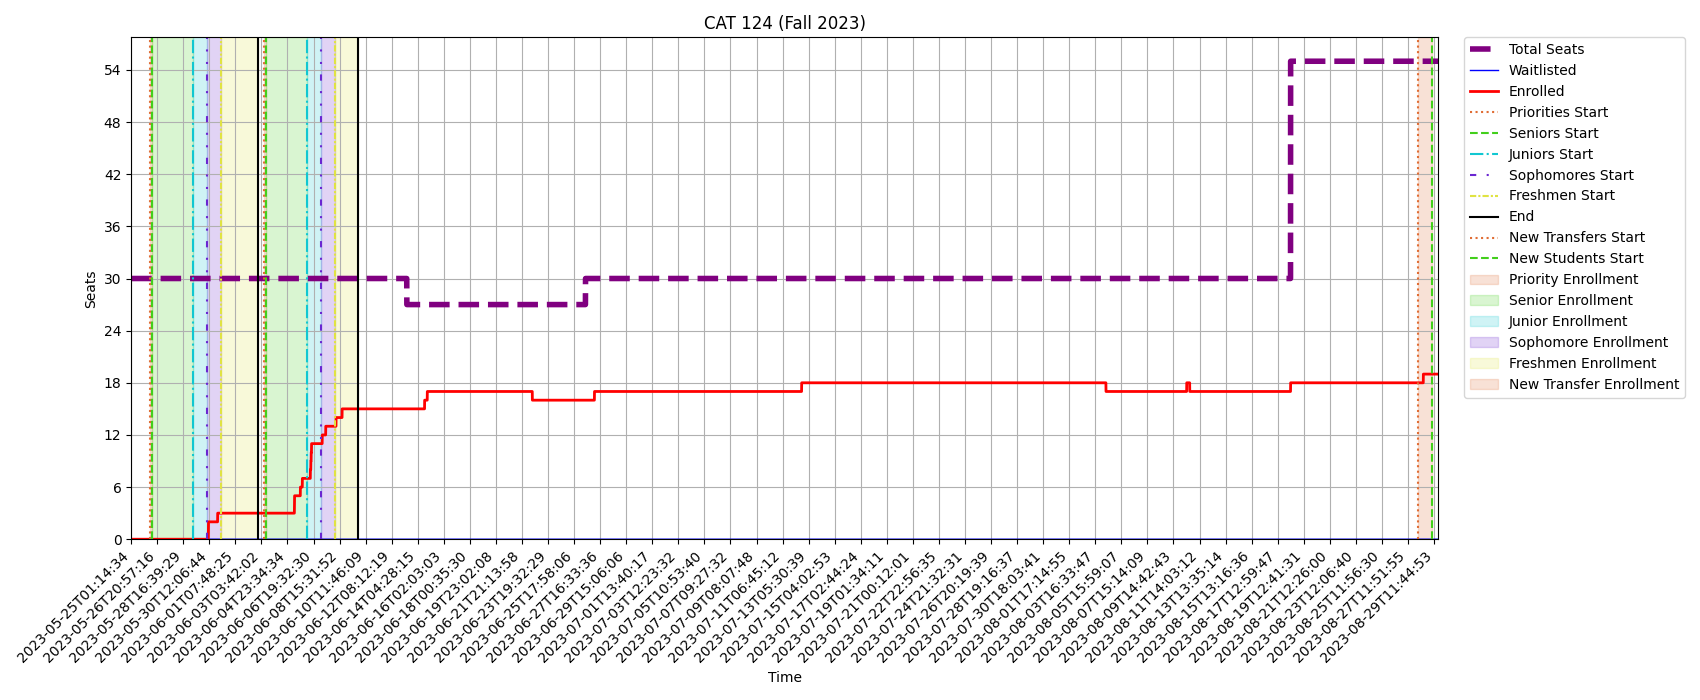 CAT 124 (Fall 2023)
Seats
54
48
42
36
30
24
18
12
6
0
2023-05-25T01:14:34
2023-05-26T20:57:16
2023-05-28T16:39:29
2023-05-30T12:06:44
2023-06-01T07:48:25
2023-06-03T03:42:02
2023-06-04T23:34:34
2023-06-06T19:32:30
2023-06-08T15:31:52
2023-06-10T11:46:09
2023-06-12T08:12:19
2023-06-14T04:28:15
2023-06-16T02:03:03
2023-06-18T00:35:30
2023-06-19T23:02:08
2023-06-21T21:13:58
2023-06-23T19:32:29
2023-06-25T17:58:06
2023-06-27T16:33:36
2023-06-29T15:06:06
2023-07-01T13:40:17
2023-07-03T12:23:32
2023-07-05T10:53:40
2023-07-07T09:27:32
2023-07-09T08:07:48
2023-07-11T06:45:12
2023-07-13T05:30:39
2023-07-15T04:02:53
2023-07-17T02:44:24
2023-07-19T01:34:11
2023-07-21T00:12:01
2023-07-22T22:56:35
2023-07-24T21:32:31
2023-07-26T20:19:39
2023-07-28T19:16:37
2023-07-30T18:03:41
2023-08-01T17:14:55
2023-08-03T16:33:47
2023-08-05T15:59:07
2023-08-07T15:14:09
2023-08-09T14:42:43
2023-08-11T14:03:12
2023-08-13T13:35:14
2023-08-15T13:16:36
2023-08-17T12:59:47
2023-08-19T12:41:31
2023-08-21T12:26:00
2023-08-23T12:06:40
2023-08-25T11:56:30
2023-08-27T11:51:55
2023-08-29T11:44:53
Time
Total Seats
Waitlisted
Enrolled
Priorities Start
Seniors Start
Juniors Start
Sophomores Start
Freshmen Start
End
New Transfers Start
New Students Start
Priority Enrollment
Senior Enrollment
Junior Enrollment
Sophomore Enrollment
Freshmen Enrollment
New Transfer Enrollment